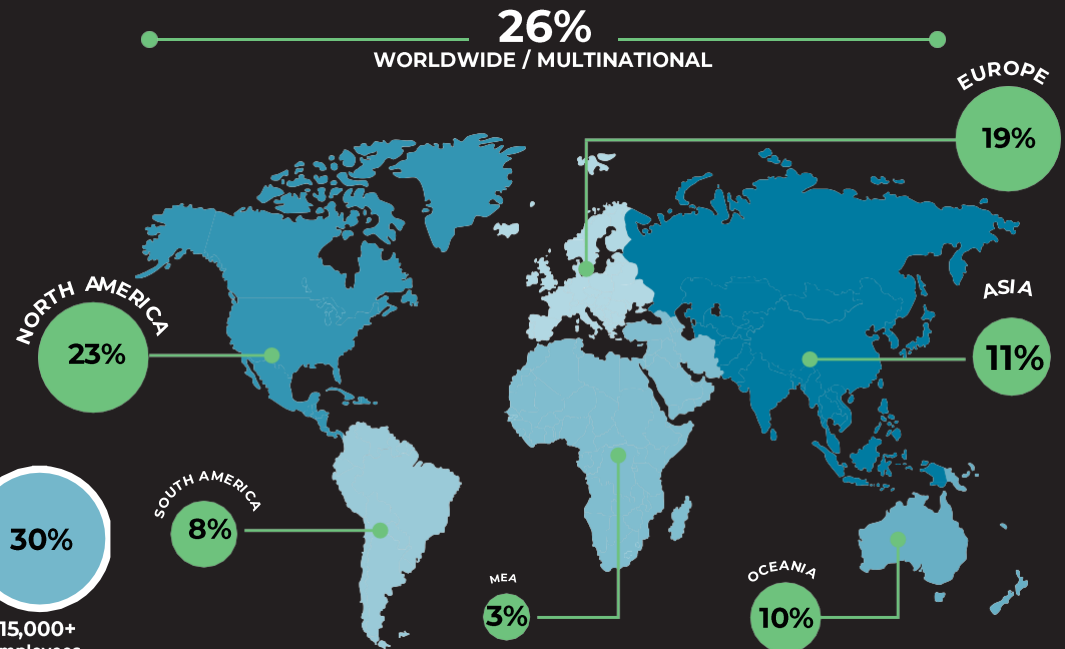 26%
WORLDWIDE / MULTINATIONAL
EUROPE
19%
NORTH AMERICA
23%
ASIA
11%
SOUTH AMERICA
8%
MEA
3%
OCEANIA
10%
30%
15,000+